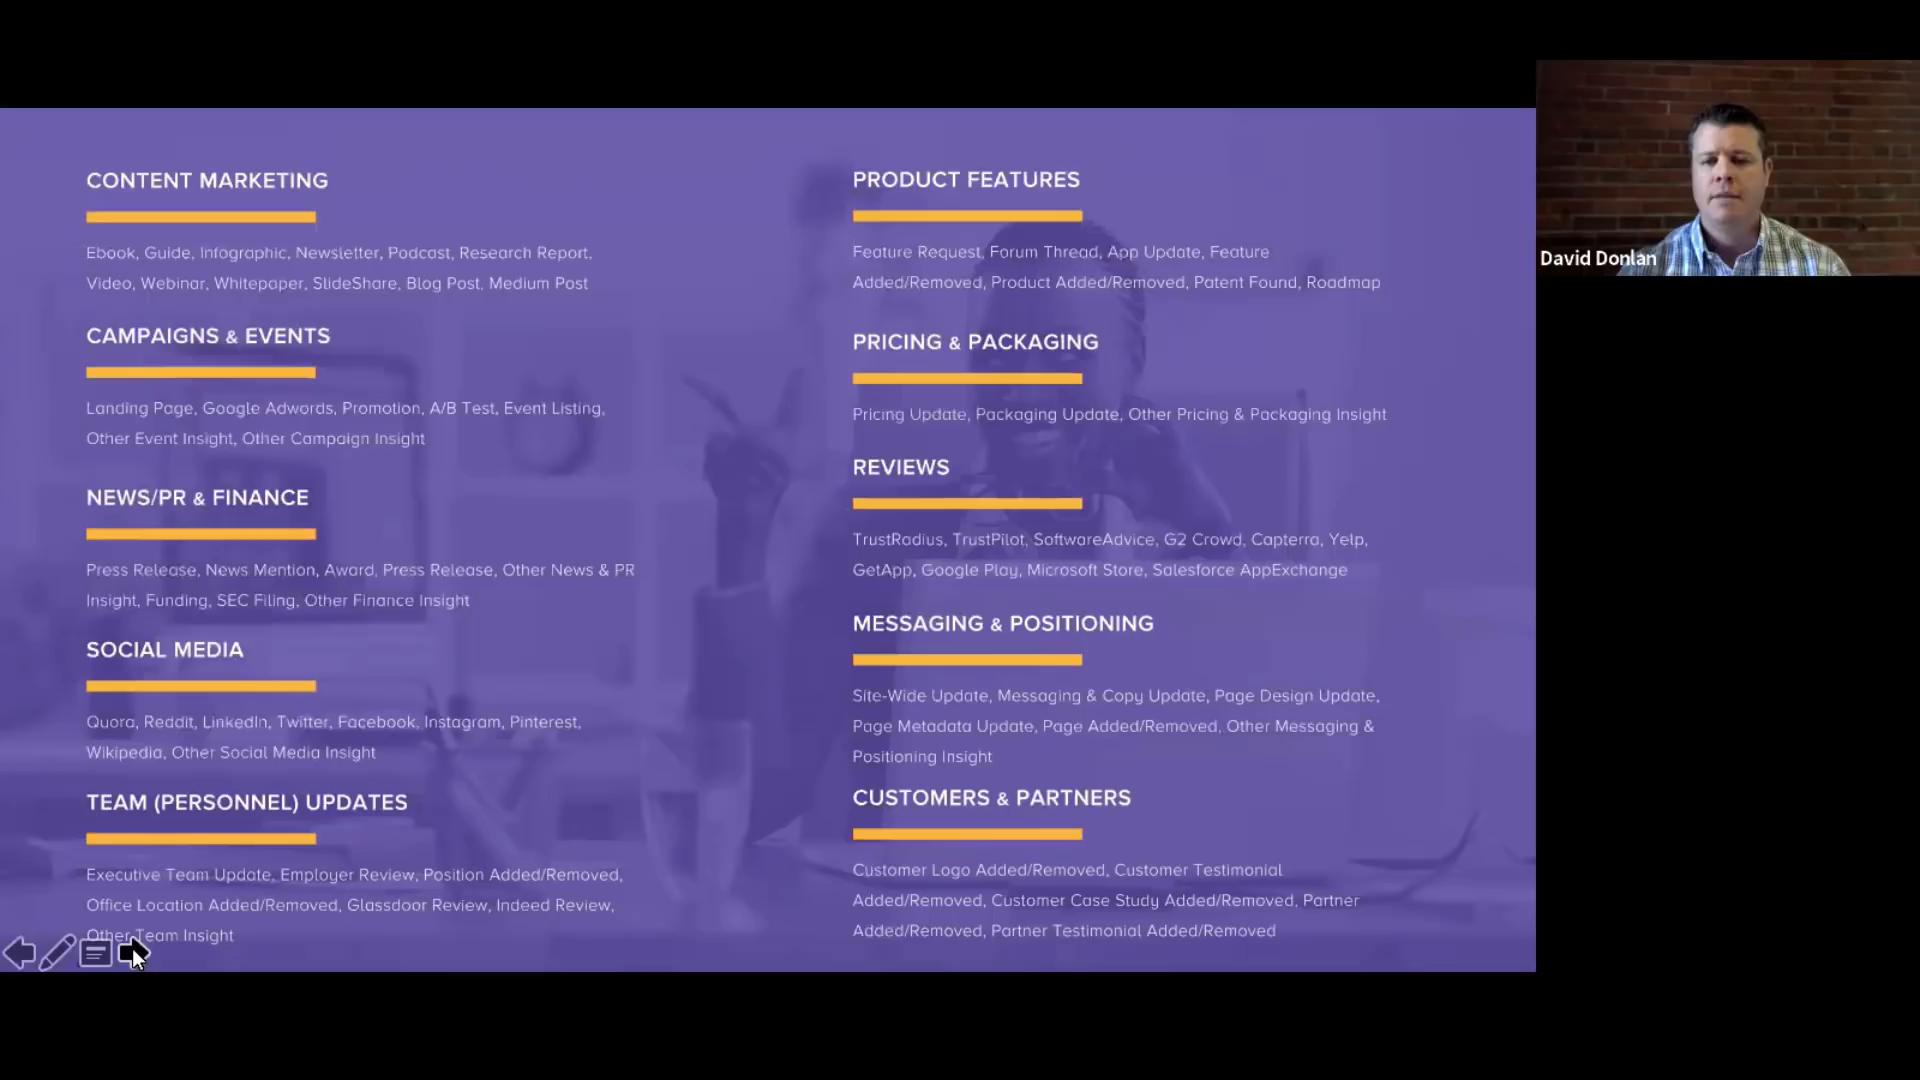 CONTENT MARKETING
Ebook, Guide, Infographic, Newsletter, Podcast, Research Report,
Video, Webinar, Whitepaper, SlideShare, Blog Post, Medium Post
CAMPAIGNS & EVENTS
Landing Page, Google Adwords, Promotion, A/B Test, Event Listing,
Other Event Insight, Other Campaign Insight
NEWS/PR & FINANCE
Press Release, News Mention, Award, Press Release, Other News & PR
Insight, Funding, SEC Filing, Other Finance Insight
SOCIAL MEDIA
Quora, Reddit, LinkedIn, Twitter, Facebook, Instagram, Pinterest,
Wikipedia, Other Social Media Insight
TEAM (PERSONNEL) UPDATES
Executive Team Update, Employer Review, Position Added/Removed,
Office Location Added/Removed, Glassdoor Review, Indeed Review,
Other Team Insight
PRODUCT FEATURES
Feature Request, Forum Thread, App Update, Feature
Added/Removed, Product Added/Removed, Patent Found, Roadmap
PRICING & PACKAGING
Pricing Update, Packaging Update, Other Pricing & Packaging Insight
REVIEWS
TrustRadius, TrustPilot, SoftwareAdvice, G2 Crowd, Capterra, Yelp,
GetApp, Google Play, Microsoft Store, Salesforce AppExchange
MESSAGING & POSITIONING
Site-Wide Update, Messaging & Copy Update, Page Design Update,
Page Metadata Update, Page Added/Removed, Other Messaging &
Positioning Insight
CUSTOMERS & PARTNERS
Customer Logo Added/Removed, Customer Testimonial
Added/Removed, Customer Case Study Added/Removed, Partner
Added/Removed, Partner Testimonial Added/Removed
David Donlan